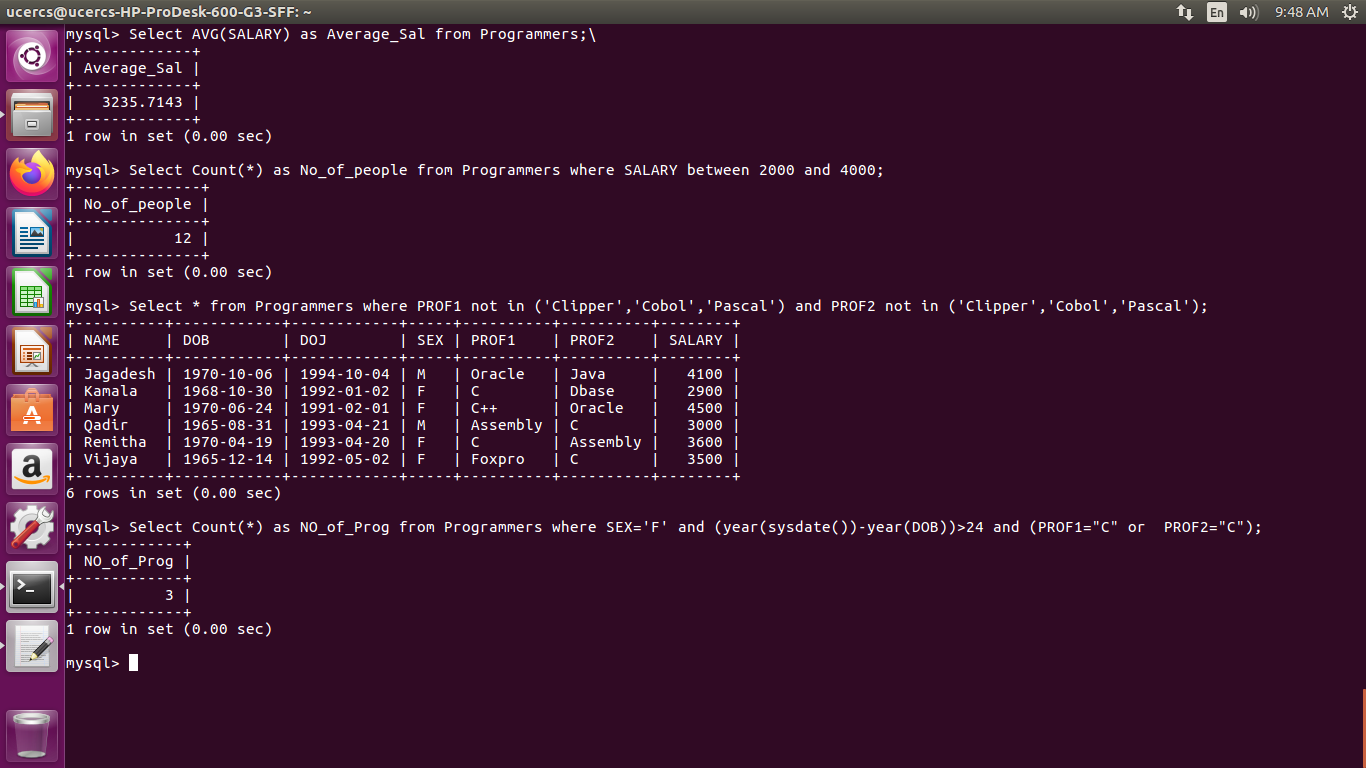 ucercs@ucercs-HP-ProDesk-600-G3-SFF: ~ En 9:48 AM
mysql> Select AVG(SALARY) as Average_Sal from Programmers;\
+-------------+
| Average_Sal |
+-------------+
|   3235.7143 |
+-------------+
1 row in set (0.00 sec)

mysql> Select Count(*) as No_of_people from Programmers where SALARY between 2000 and 4000;
+--------------+
| No_of_people |
+--------------+
|           12 |
+--------------+
1 row in set (0.00 sec)

mysql> Select * from Programmers where PROF1 not in ('Clipper','Cobol','Pascal') and PROF2 not in ('Clipper','Cobol','Pascal');
+----------+------------+------------+-----+----------+----------+--------+
| NAME     | DOB        | DOJ        | SEX | PROF1    | PROF2    | SALARY |
+----------+------------+------------+-----+----------+----------+--------+
| Jagadesh | 1970-10-06 | 1994-10-04 | M   | Oracle   | Java     |   4100 |
| Kamala   | 1968-10-30 | 1992-01-02 | F   | C        | Dbase    |   2900 |
| Mary     | 1970-06-24 | 1991-02-01 | F   | C++      | Oracle   |   4500 |
| Qadir    | 1965-08-31 | 1993-04-21 | M   | Assembly | C        |   3000 |
| Remitha  | 1970-04-19 | 1993-04-20 | F   | C        | Assembly |   3600 |
| Vijaya   | 1965-12-14 | 1992-05-02 | F   | Foxpro   | C        |   3500 |
+----------+------------+------------+-----+----------+----------+--------+
6 rows in set (0.00 sec)

mysql> Select Count(*) as NO_of_Prog from Programmers where SEX='F' and (year(sysdate())-year(DOB))>24 and (PROF1="C" or  PROF2="C");
+------------+
| NO_of_Prog |
+------------+
|          3 |
+------------+
1 row in set (0.00 sec)

mysql>